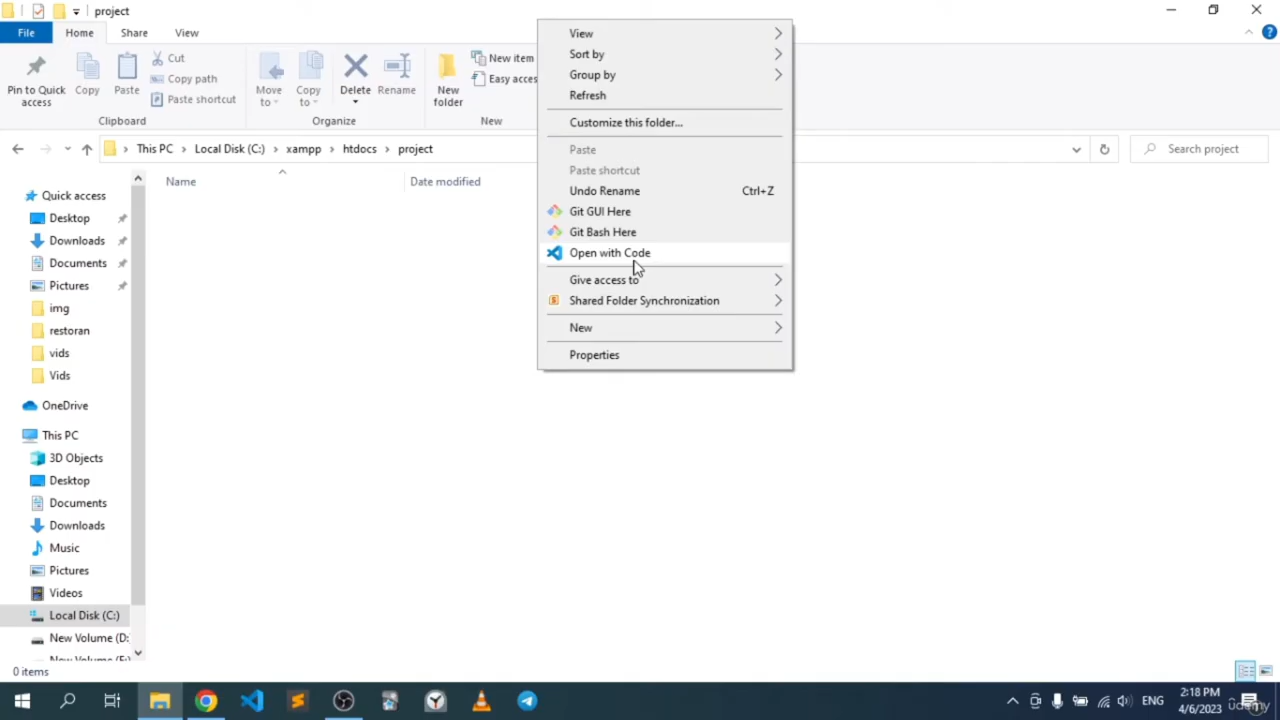 project
File
Home
Share
View
Pin to Quick access
Copy
Paste
Cut
Copy path
Paste shortcut
Clipboard
Move to
Copy to
Delete
Rename
Organize
New folder
New item
Easy acces
New
This PC
Local Disk (C:)
xampp
htdocs
project
Search project
Name
Date modified
Quick access
Desktop
Downloads
Documents
Pictures
img
restoran
vids
Vids
OneDrive
This PC
3D Objects
Desktop
Documents
Downloads
Music
Pictures
Videos
Local Disk (C:)
New Volume (D:
New Volume (E:)
0 items
View
Sort by
Group by
Refresh
Customize this folder...
Paste
Paste shortcut
Undo Rename Ctrl+Z
Git GUI Here
Git Bash Here
Open with Code
Give access to
Shared Folder Synchronization
New
Properties
ENG
2:18 PM
4/6/2023
udemy